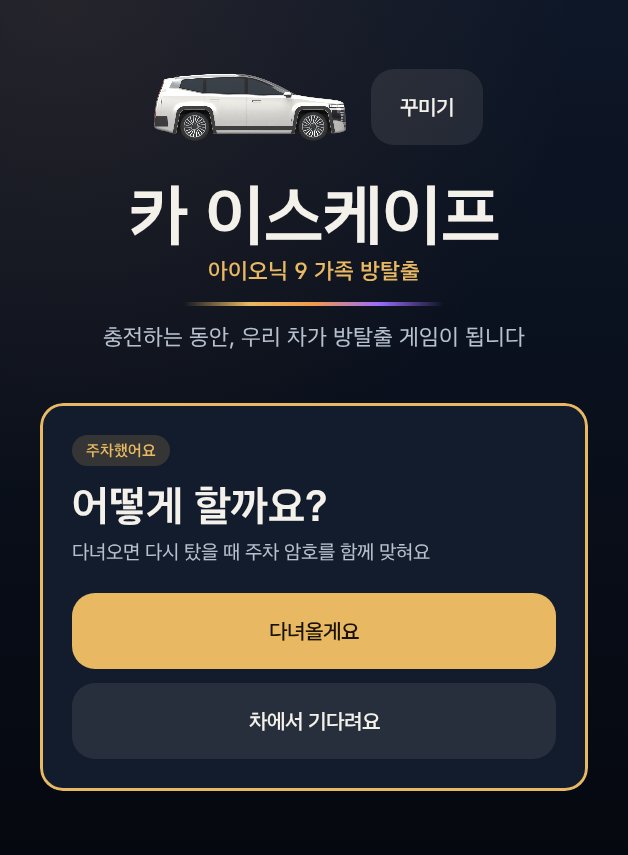 꾸미기
카 이스케이프
아이오닉 9 가족 방탈출
충전하는 동안, 우리 차가 방탈출 게임이 됩니다
주차했어요
어떻게 할까요?
다녀오면 다시 탔을 때 주차 암호를 함께 맞혀요
다녀올게요
차에서 기다려요